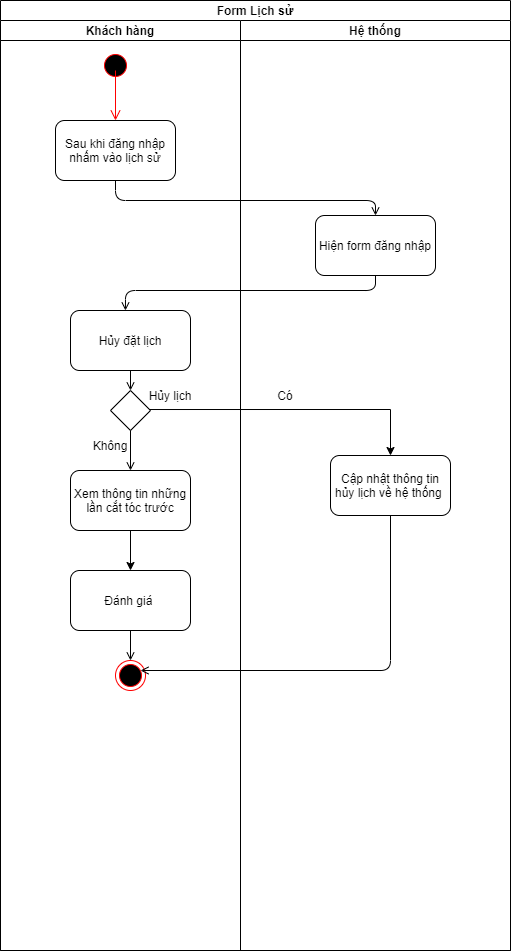 Form Lịch sử
Khách hàng
Hệ thống
Sau khi đăng nhập
nhấm vào lịch sử
Hiện form đăng nhập
Hủy đặt lịch
Hủy lịch
Có
Không
Cập nhật thông tin
hủy lịch về hệ thống
Xem thông tin những
lần cắt tóc trước
Đánh giá